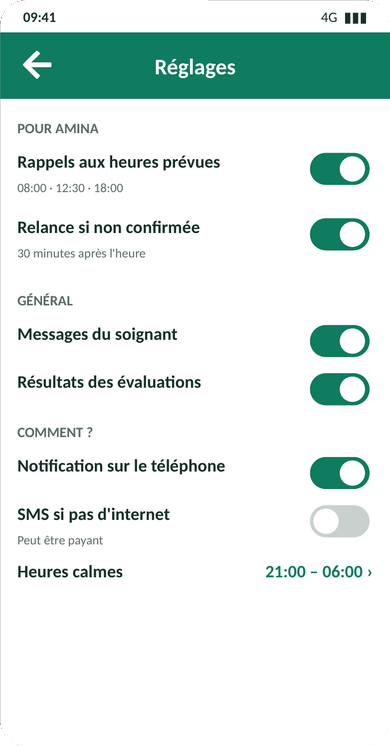 09:41 4G
Réglages
POUR AMINA
Rappels aux heures prévues
08:00 · 12:30 · 18:00
Relance si non confirmée
30 minutes après l'heure
GÉNÉRAL
Messages du soignant
Résultats des évaluations
COMMENT ?
Notification sur le téléphone
SMS si pas d'internet
Peut être payant
Heures calmes 21:00 – 06:00 ›